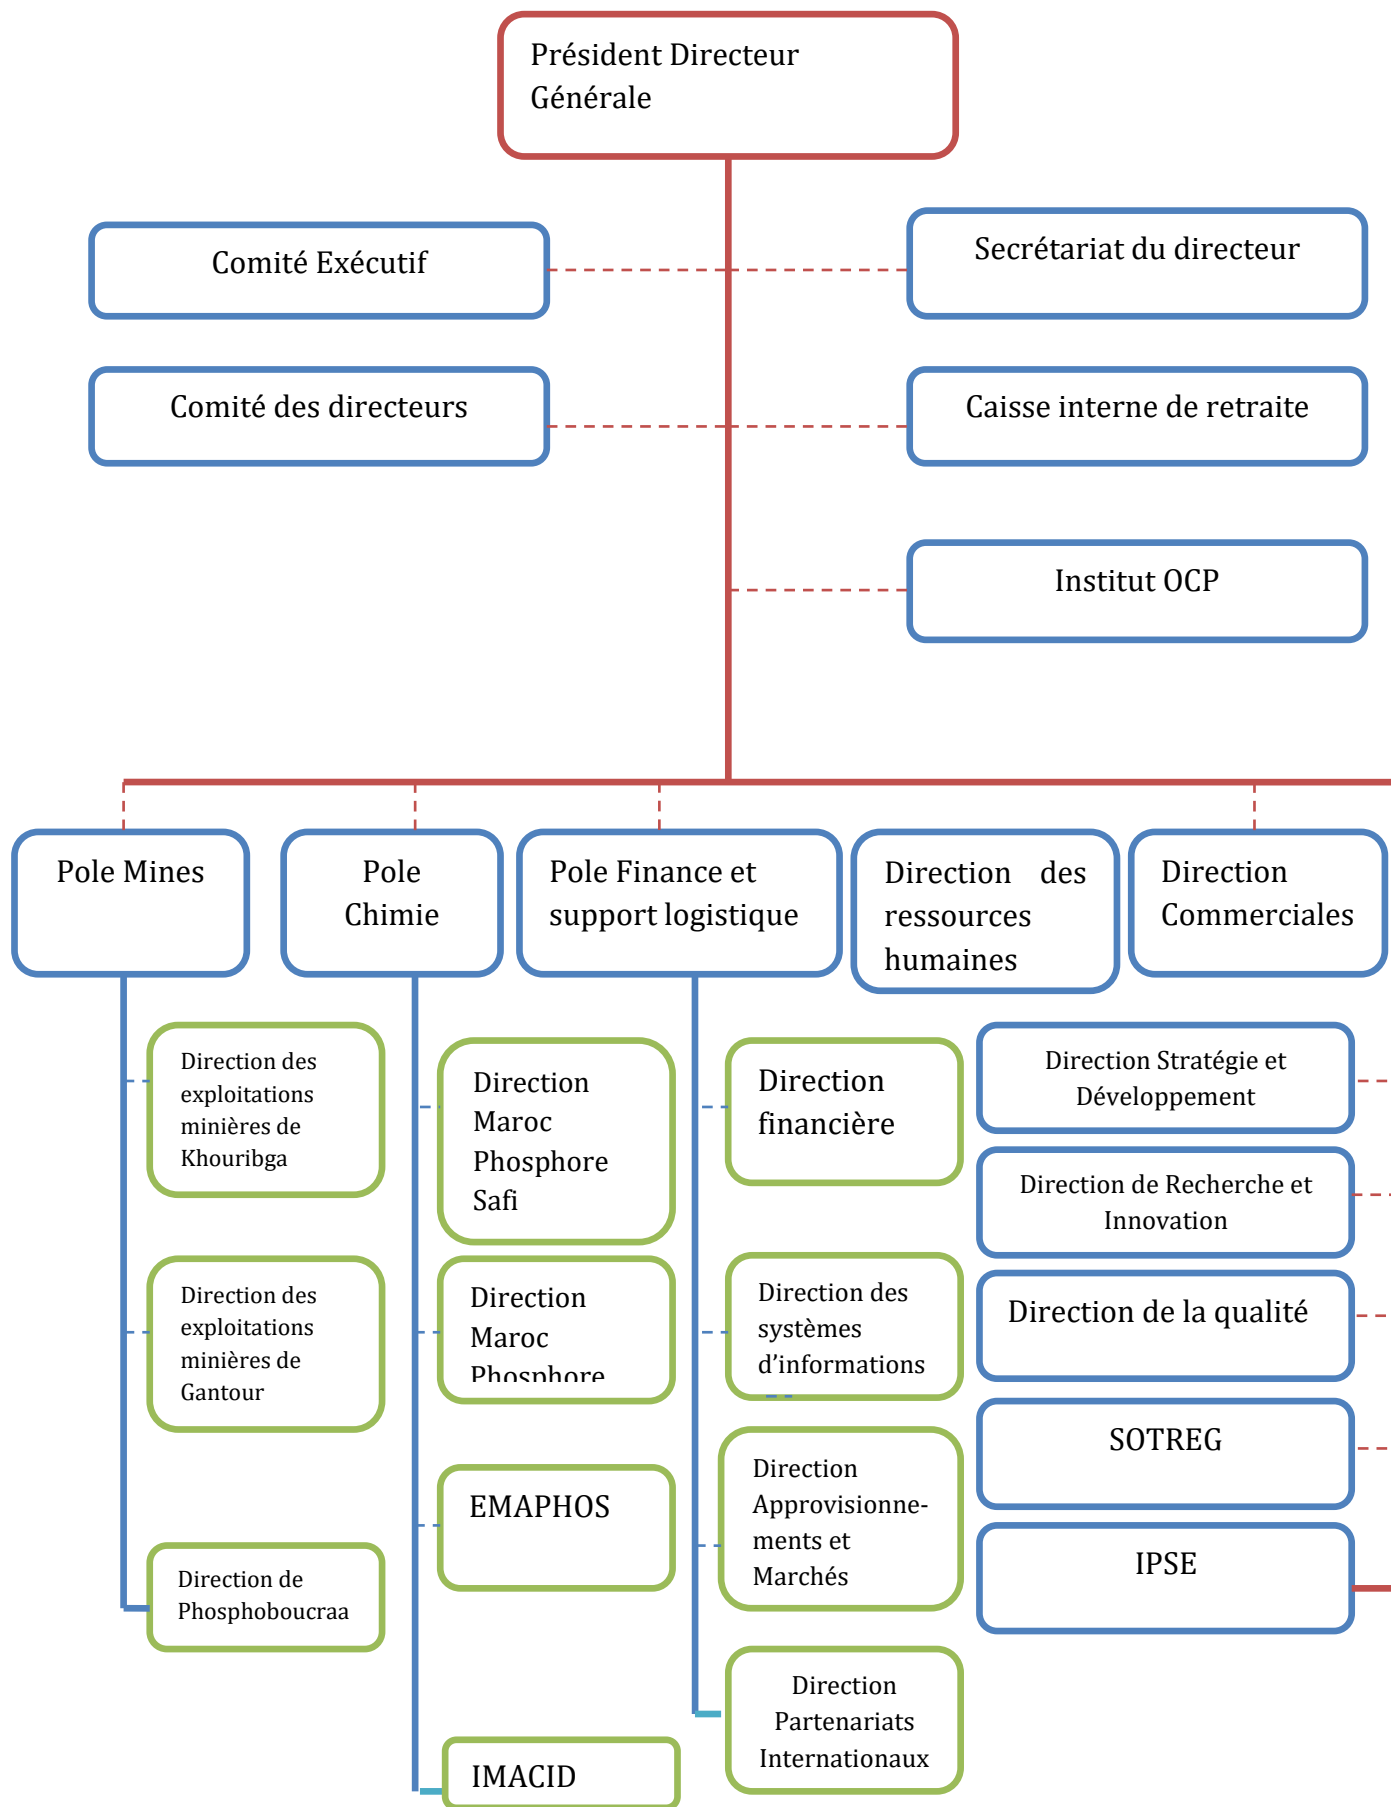 Président Directeur
Générale
Comité Exécutif
Secrétariat du directeur
Comité des directeurs
Caisse interne de retraite
Institut OCP
Pole Mines
Pole
Chimie
Pole Finance et
support logistique
Direction des
ressources
humaines
Direction
Commerciales
Direction des
exploitations
minières de
Khouribga
Direction des
exploitations
minières de
Gantour
Direction de
Phosphoboucraa
Direction
Maroc
Phosphore
Safi
Direction
Maroc
Phosphore
EMAPHOS
IMACID
Direction
financière
Direction des
systèmes
d’informations
Direction
Approvisionne-
ments et
Marchés
Direction
Partenariats
Internationaux
Direction Stratégie et
Développement
Direction de Recherche et
Innovation
Direction de la qualité
SOTREG
IPSE